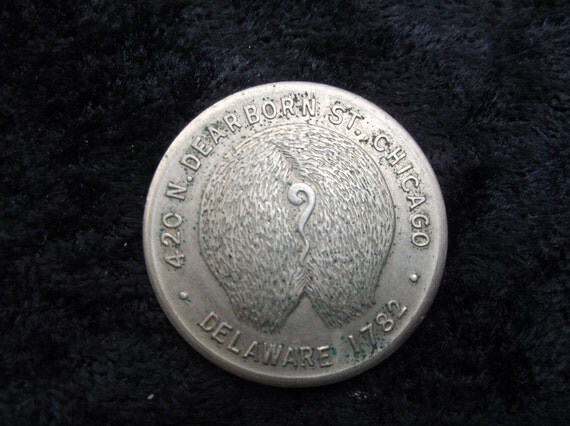 420 N. DEARBORN ST., CHICAGO
• DELAWARE 1782 •